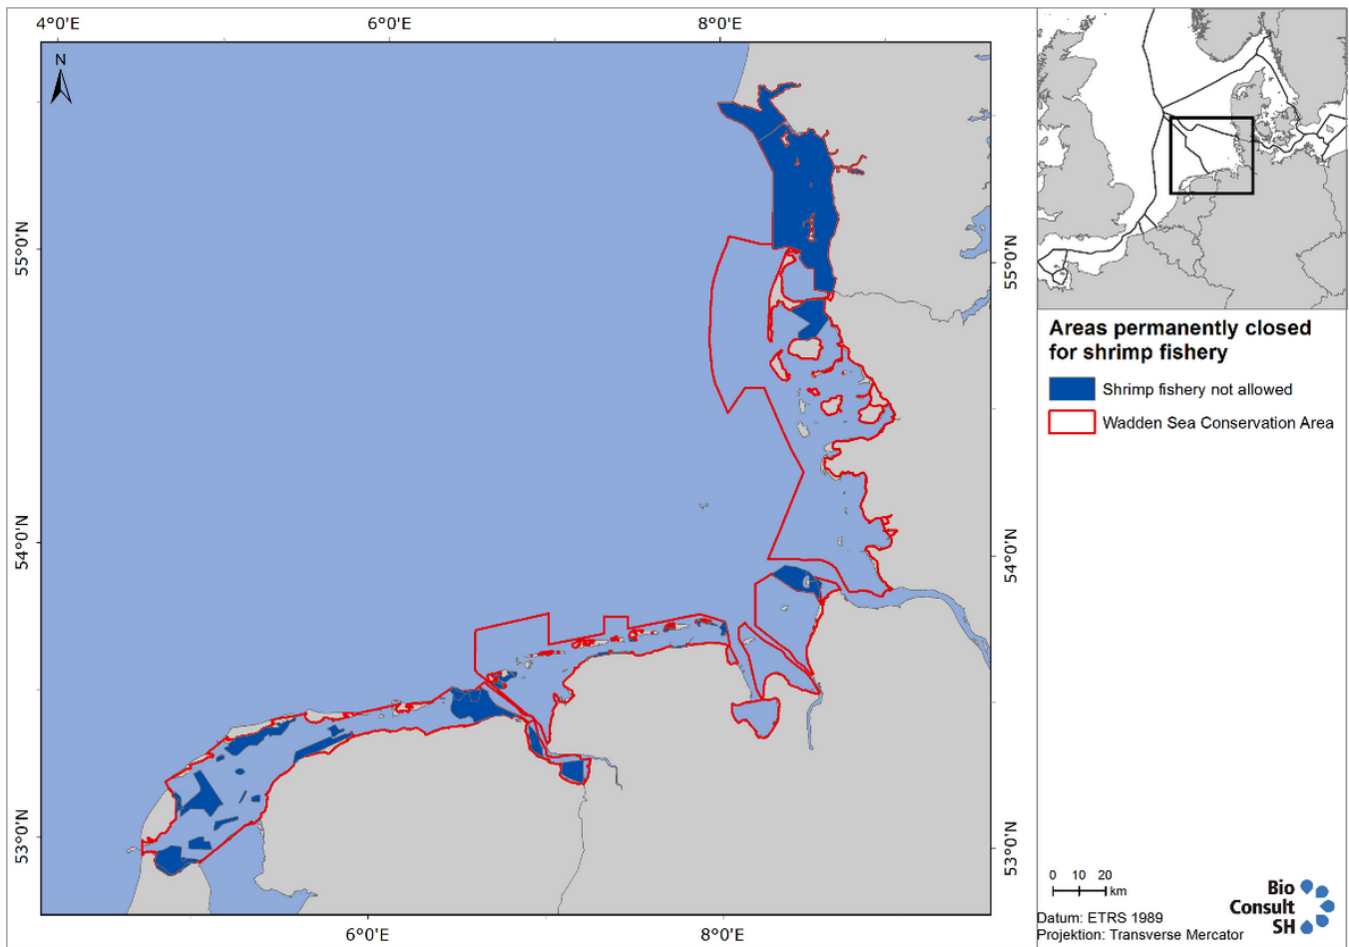 4°0'E 6°0'E 8°0'E
N
55°0'N 55°0'N
54°0'N 54°0'N
53°0'N 53°0'N
6°0'E 8°0'E
Areas permanently closed
for shrimp fishery
Shrimp fishery not allowed
Wadden Sea Conservation Area
0 10 20
km
Datum: ETRS 1989
Projektion: Transverse Mercator
Bio
Consult
SH